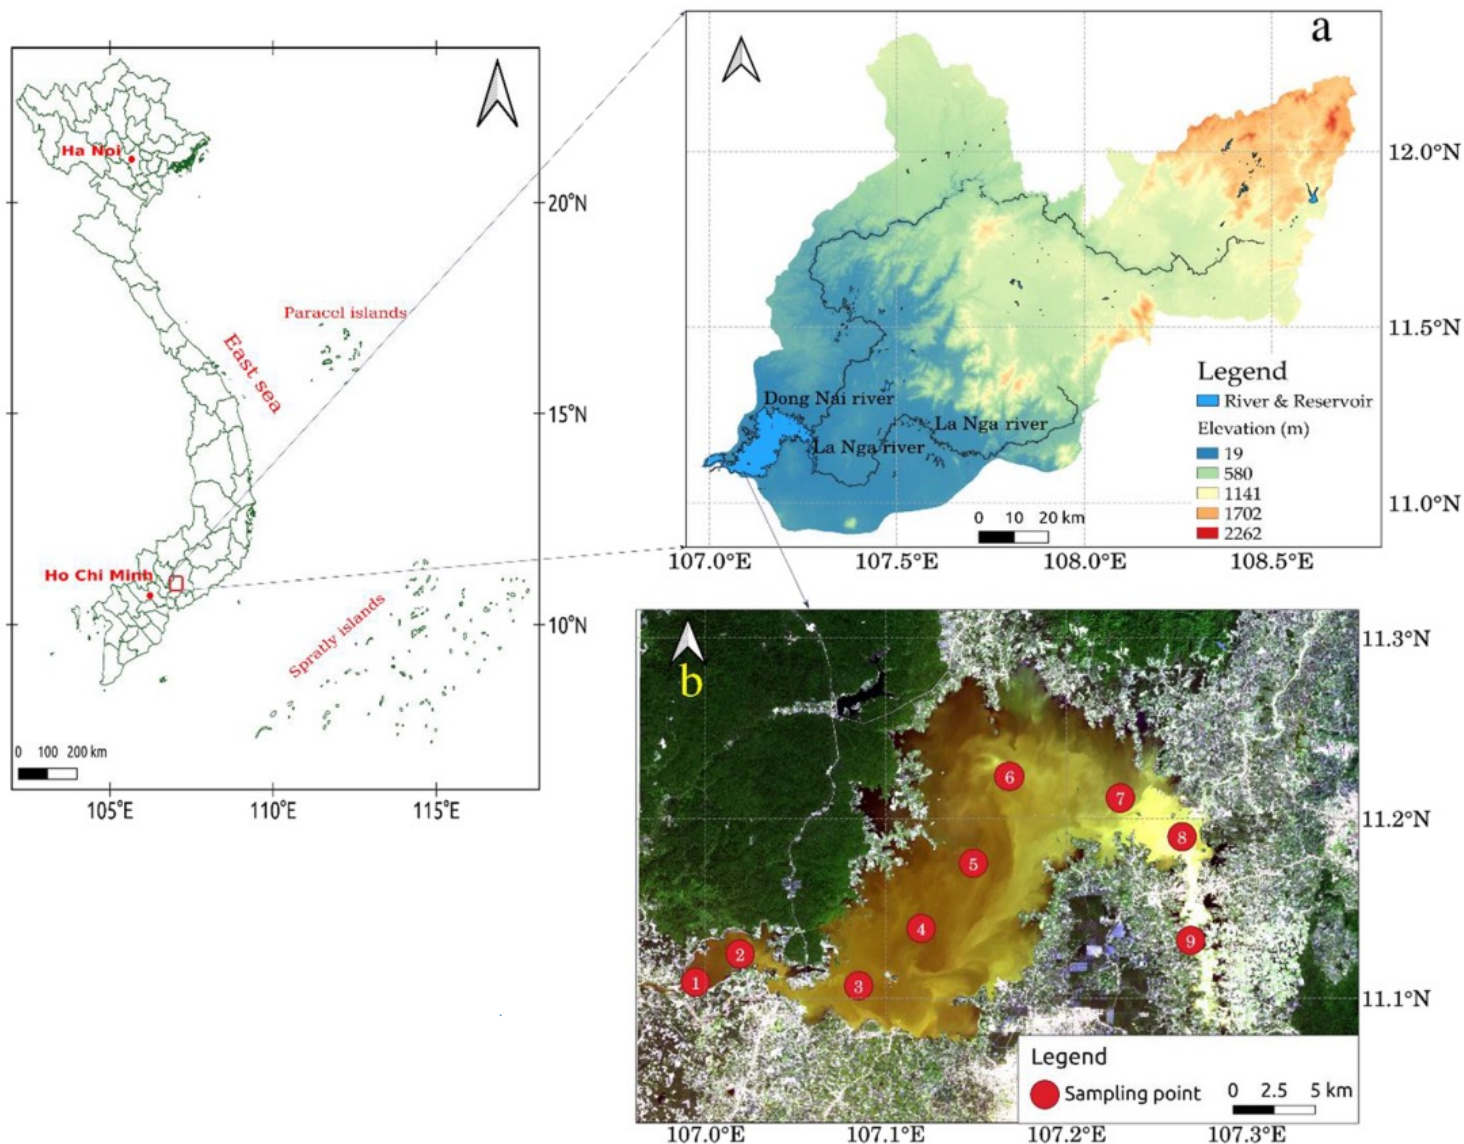 Ha Noi
20°N
Paracel islands
East sea
15°N
Ho Chi Minh
10°N
Spratly islands
0 100 200 km
105°E 110°E 115°E
a
12.0°N
11.5°N
Dong Nai river
La Nga river
La Nga river
11.0°N
Legend
River & Reservoir
Elevation (m)
19
580
1141
1702
2262
0 10 20 km
107.0°E 107.5°E 108.0°E 108.5°E
b
11.3°N
6
7
11.2°N
8
5
4
9
2
1
3
11.1°N
Legend
Sampling point
0 2.5 5 km
107.0°E 107.1°E 107.2°E 107.3°E